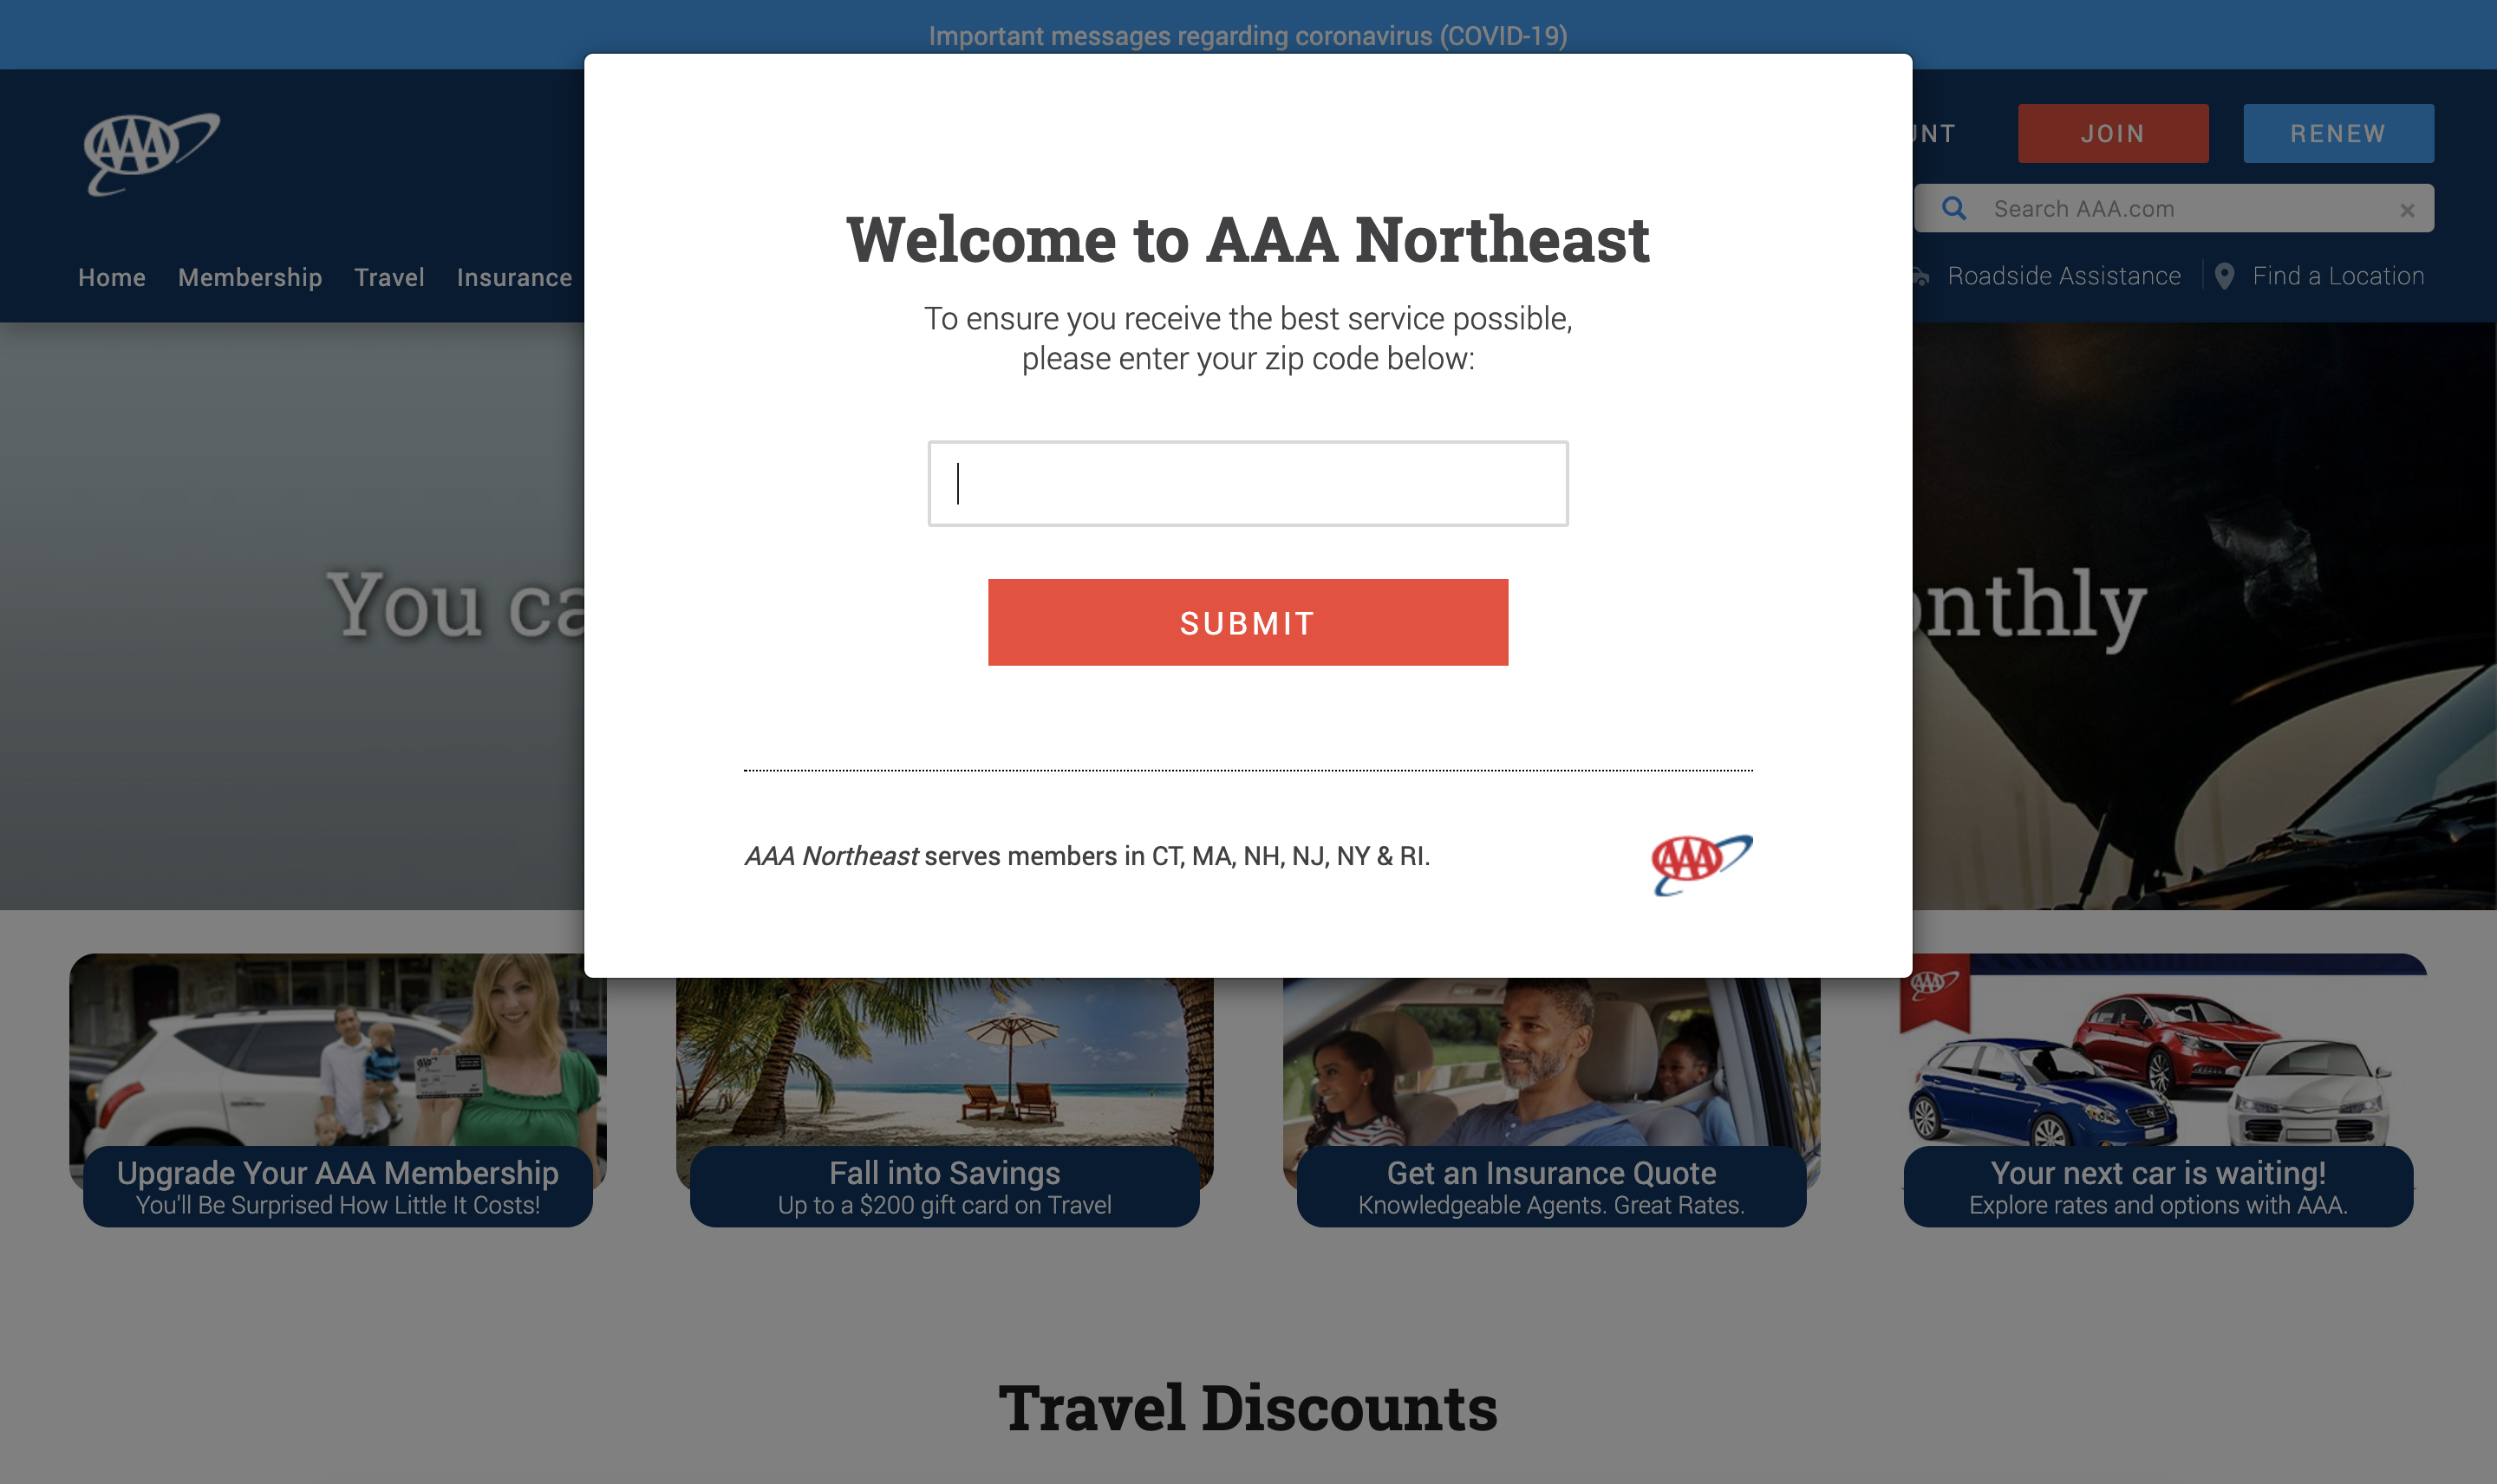 Important messages regarding coronavirus (COVID-19)
AAA
JOIN
RENEW
Search AAA.com
Home
Membership
Travel
Insurance
Roadside Assistance
Find a Location
Welcome to AAA Northeast
To ensure you receive the best service possible,
please enter your zip code below:
You
SUBMIT
AAA Northeast serves members in CT, MA, NH, NJ, NY & RI.
AAA
AAA
Upgrade Your AAA Membership
You'll Be Surprised How Little It Costs!
Fall into Savings
Up to a $200 gift card on Travel
Get an Insurance Quote
Knowledgeable Agents. Great Rates.
Your next car is waiting!
Explore rates and options with AAA.
Travel Discounts